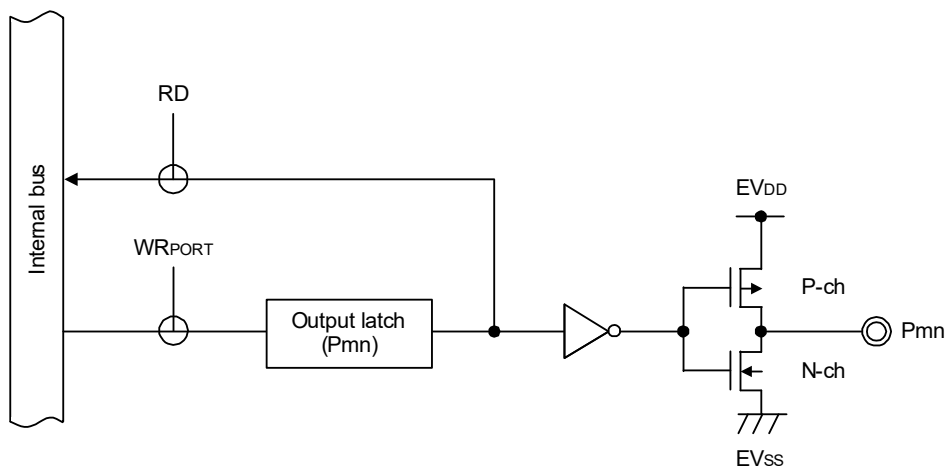 RD
Internal bus
WRPORT
Output latch
(Pmn)
EVDD
P-ch
Pmn
N-ch
EVSS